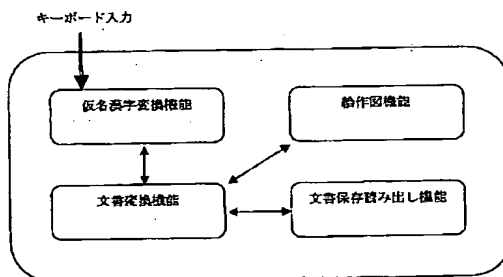 キーボード入力
仮名漢字変換機能
絵作図機能
文書変換機能
文書保存読み出し機能